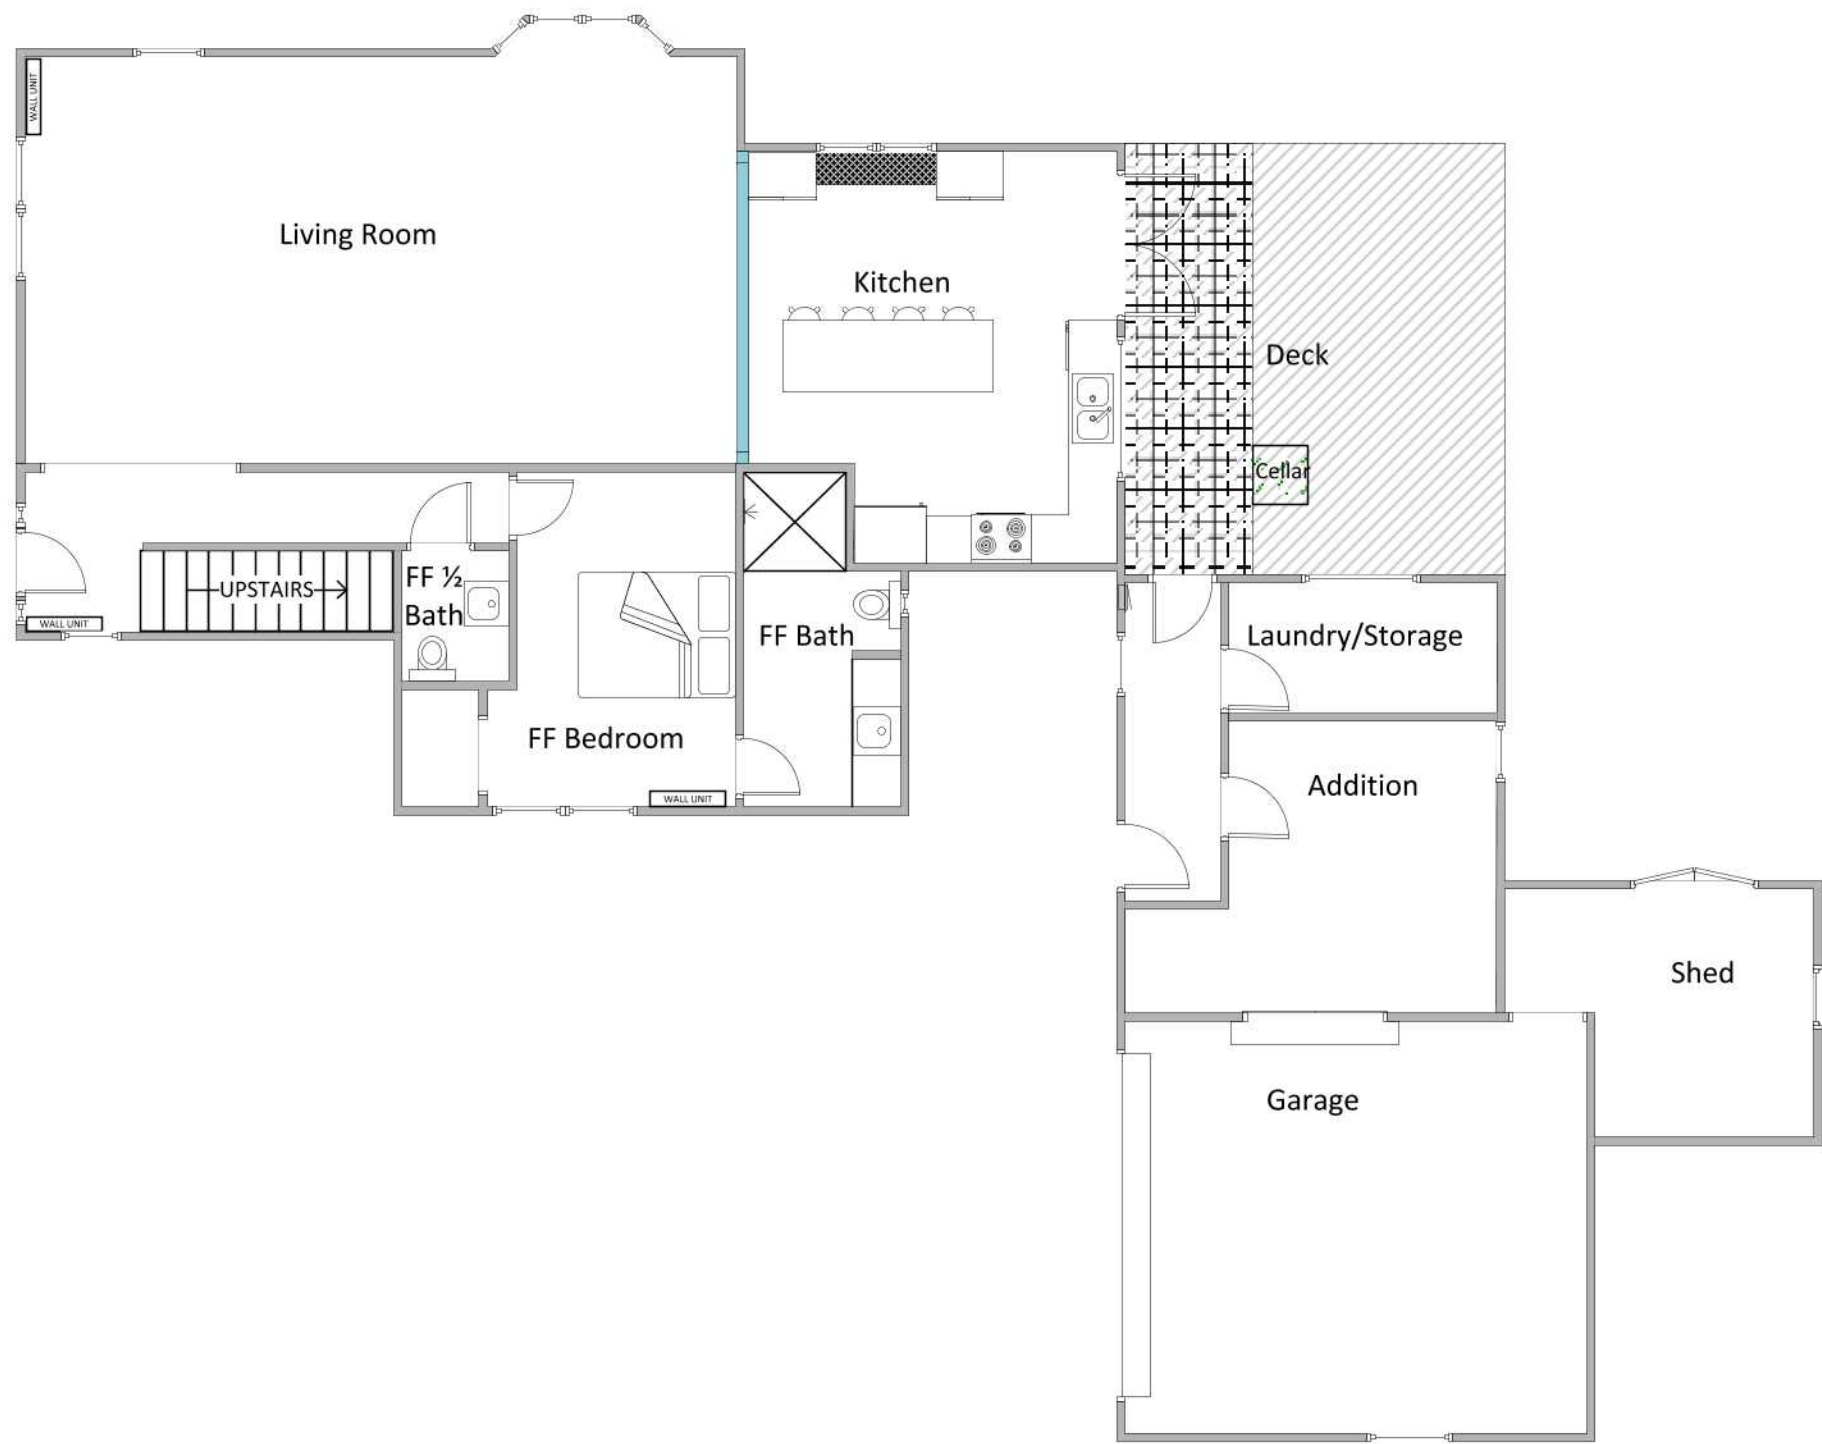 WALL UNIT
Living Room
Kitchen
Deck
Cellar
UPSTAIRS
WALL UNIT
FF ½
Bath
FF Bath
Laundry/Storage
FF Bedroom
WALL UNIT
Addition
Shed
Garage